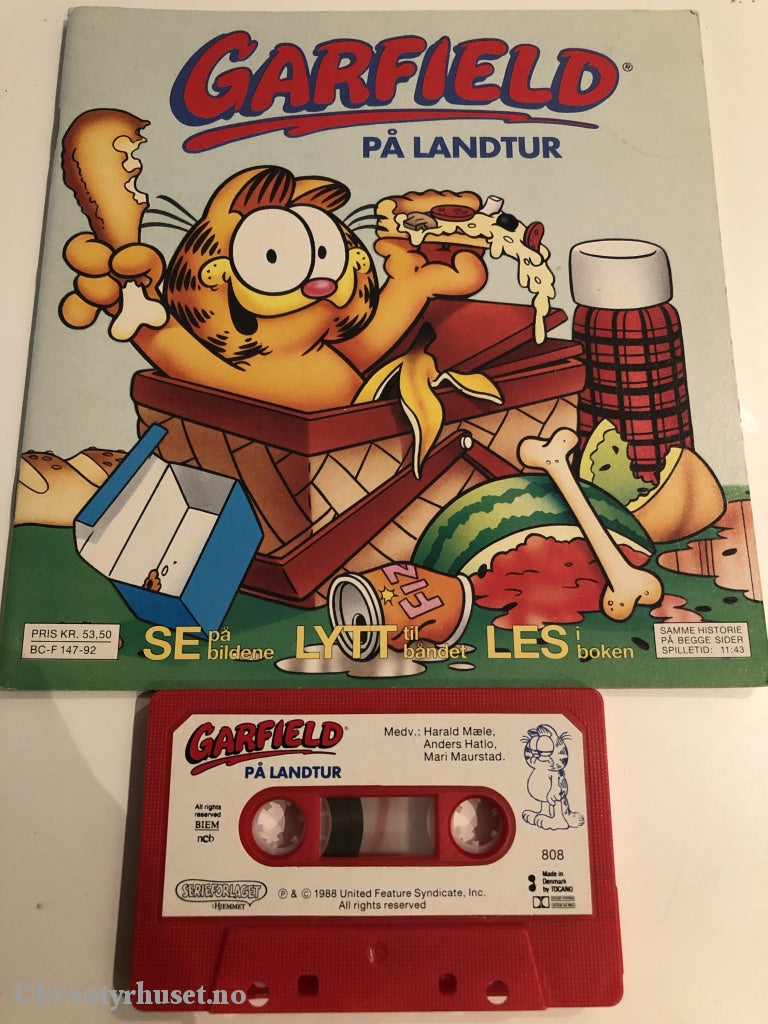 GARFIELD®
PÅ LANDTUR
FIZ
PRIS KR. 53,50
BC-F 147-92
SE på bildene LYTT til båndet LES i boken
SAMME HISTORIE
PÅ BEGGE SIDER
SPILLETID: 11:43
GARFIELD
PÅ LANDTUR
Medv.: Harald Mæle,
Anders Hatlo,
Mari Maurstad.
All rights
reserved
BIEM
ncb
808
SERIEFORLAGET
HJEMMET
℗ & © 1988 United Feature Syndicate, Inc.
All rights reserved
Made in
Denmark
by TOCANO
©Eventyrhuset.no